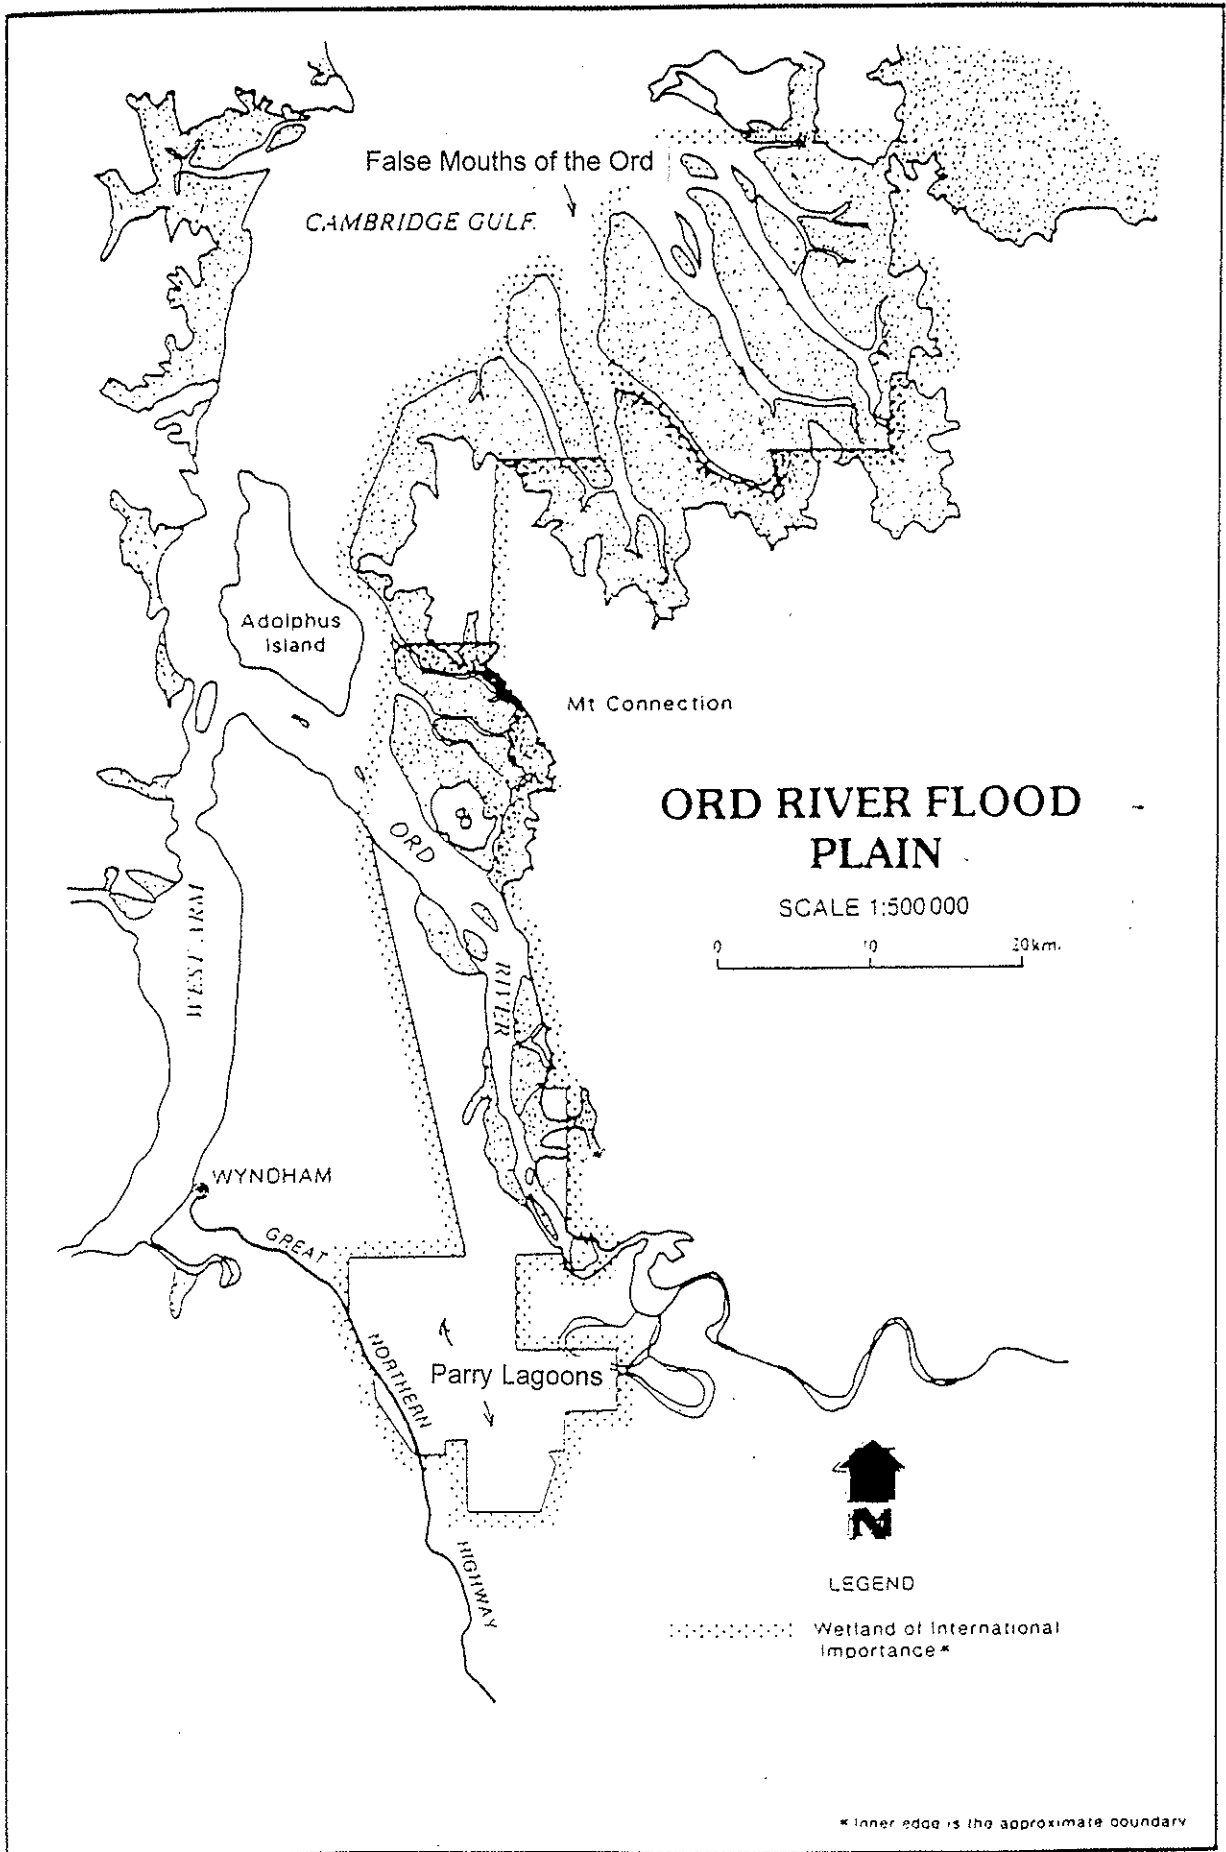 False Mouths of the Ord
CAMBRIDGE GULF.
Adolphus
Island
Mt Connection
ORD RIVER FLOOD
PLAIN
SCALE 1:500 000
0 10 20km.
ORD
RIVER
8
WEST ARM
WYNDHAM
GREAT
NORTHERN
HIGHWAY
Parry Lagoons
N
LEGEND
Wetland of International
Importance*
* Inner edge is the approximate boundary